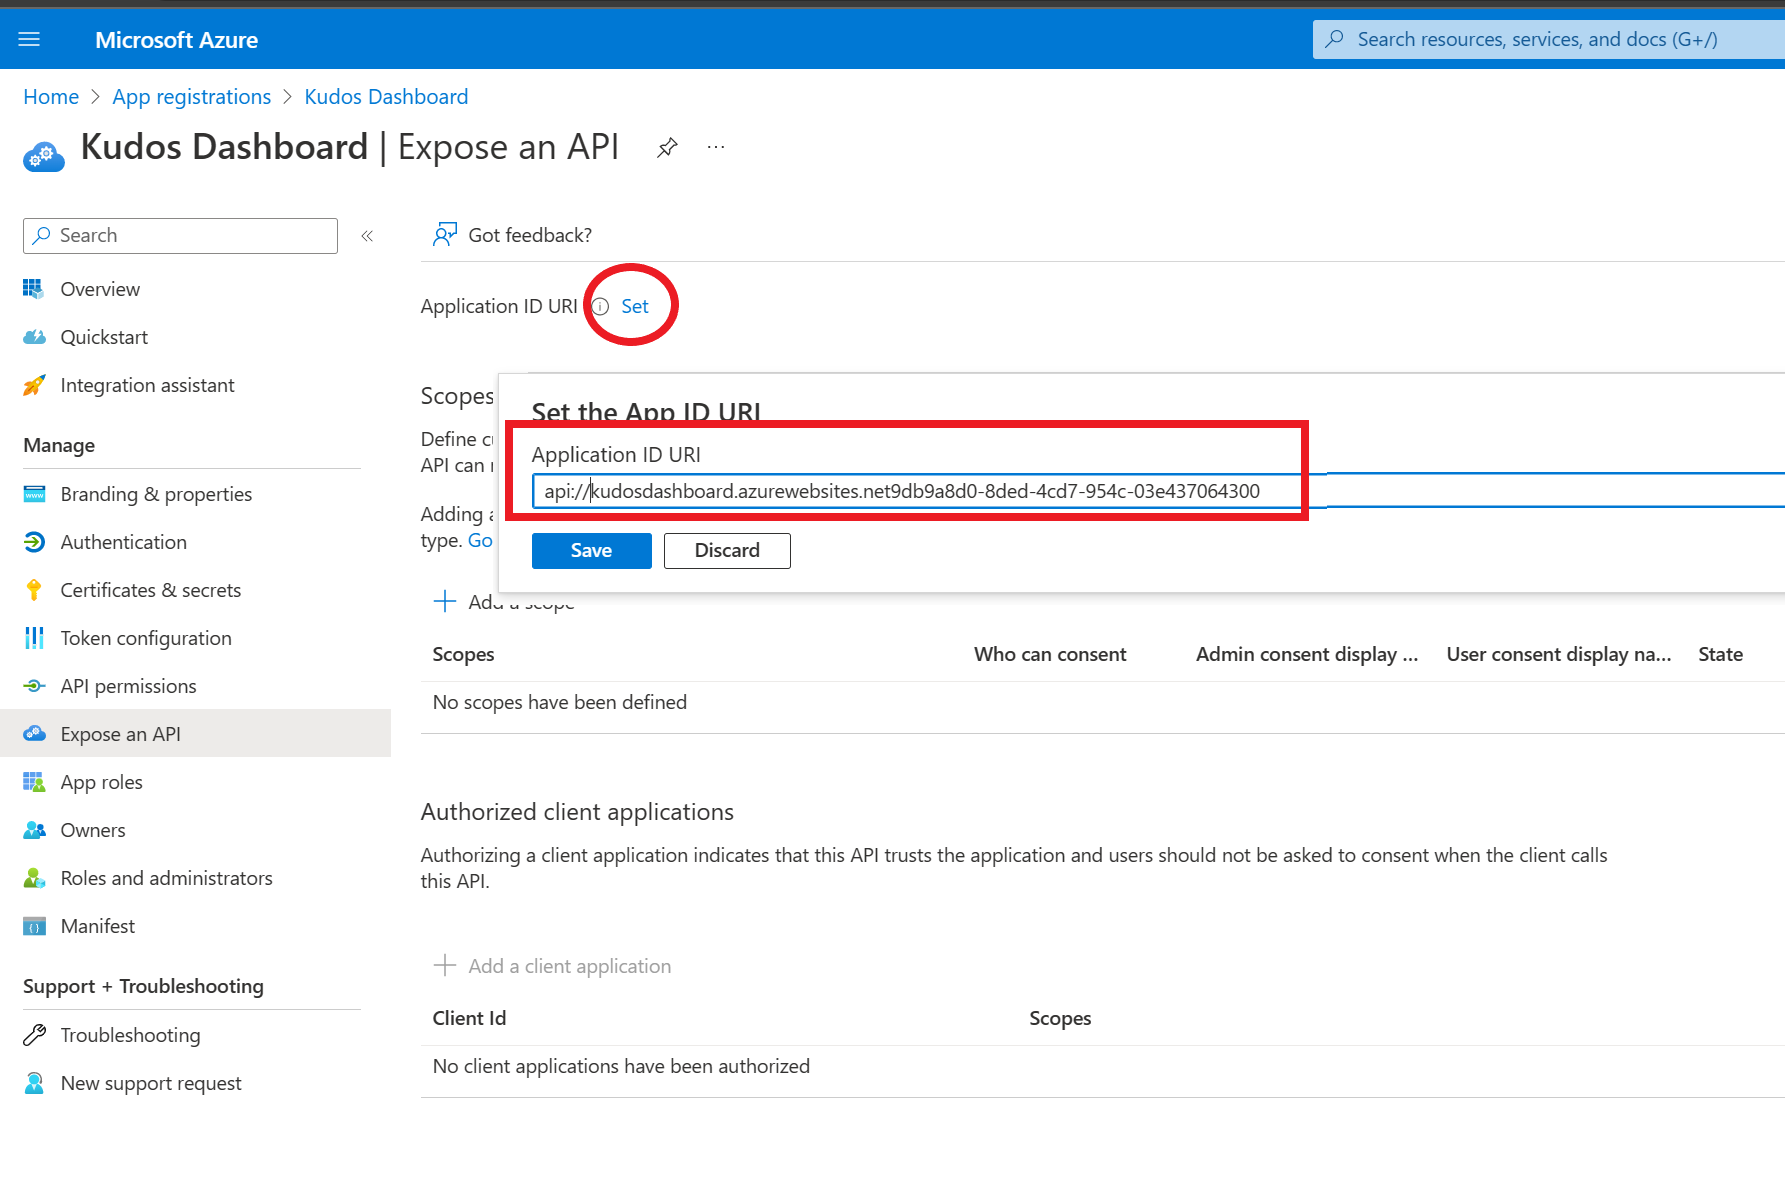 Microsoft Azure
Search resources, services, and docs (G+/)
Home > App registrations > Kudos Dashboard
Kudos Dashboard | Expose an API
Search
Got feedback?
Overview
Quickstart
Integration assistant
Manage
Branding & properties
Authentication
Certificates & secrets
Token configuration
API permissions
Expose an API
App roles
Owners
Roles and administrators
Manifest
Support + Troubleshooting
Troubleshooting
New support request
Application ID URI Set
Scopes
Define
API can
Adding
type. Go
Set the App ID URI
Application ID URI
api://kudosdashboard.azurewebsites.net9db9a8d0-8ded-4cd7-954c-03e437064300
Save Discard
Add a scope
Scopes Who can consent Admin consent display ... User consent display na... State
No scopes have been defined
Authorized client applications
Authorizing a client application indicates that this API trusts the application and users should not be asked to consent when the client calls
this API.
Add a client application
Client Id Scopes
No client applications have been authorized